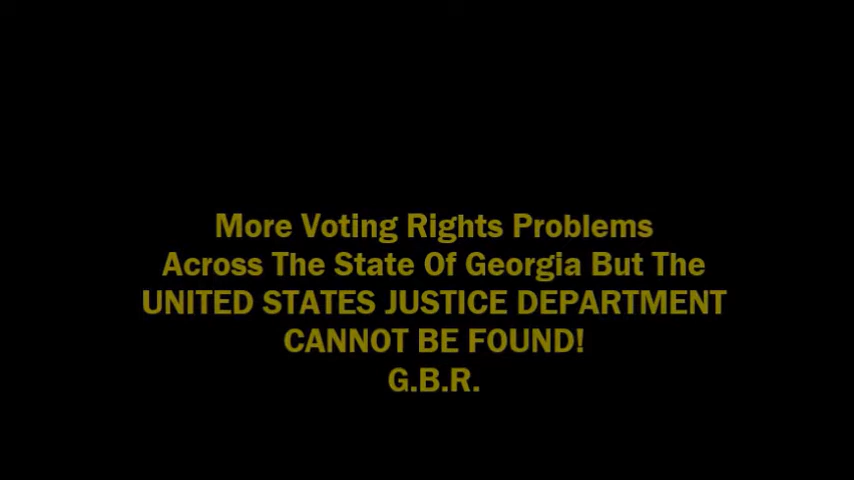 More Voting Rights Problems
Across The State Of Georgia But The
UNITED STATES JUSTICE DEPARTMENT
CANNOT BE FOUND!
G.B.R.